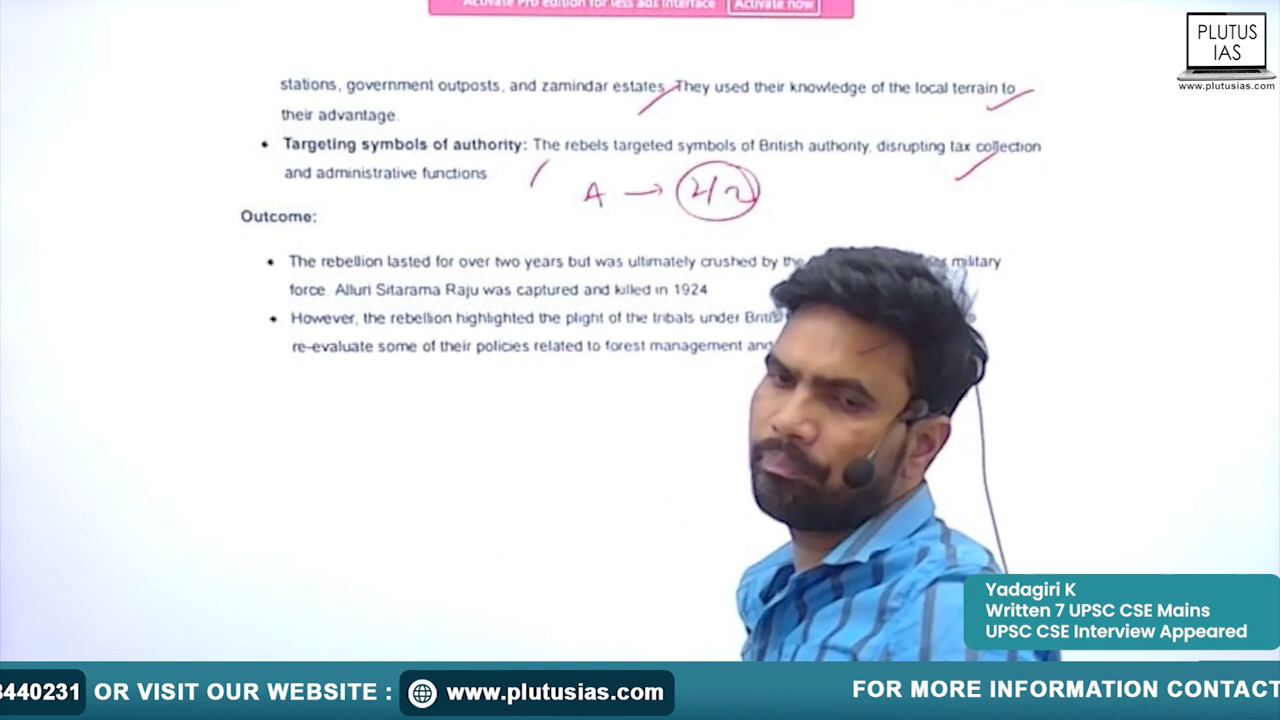 Activate Pro edition for less ads interface Activate now
PLUTUS
IAS
www.plutusias.com
stations, government outposts, and zamindar estates. They used their knowledge of the local terrain to
their advantage.
• Targeting symbols of authority: The rebels targeted symbols of British authority, disrupting tax collection
and administrative functions
A →
Outcome:
• The rebellion lasted for over two years but was ultimately crushed by the military
force. Alluri Sitarama Raju was captured and killed in 1924
• However, the rebellion highlighted the plight of the tribals under
re-evaluate some of their policies related to forest management and
Yadagiri K
Written 7 UPSC CSE Mains
UPSC CSE Interview Appeared
3440231 OR VISIT OUR WEBSITE : www.plutusias.com FOR MORE INFORMATION CONTACT